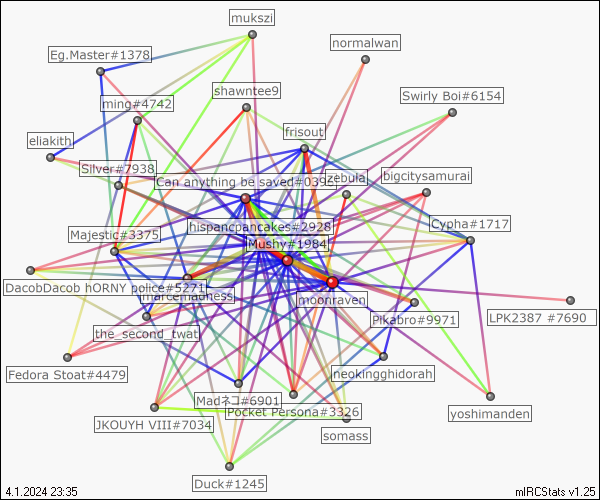 mukszi
normalwan
Eg.Master#1378
shawntee9
Swirly Boi#6154
ming#4742
frisout
eliakith
Silver#7938
Can anything be saved#0395
zebula
bigcitysamurai
hispancpancakes#2928
Cypha#1717
Majestic#3375
Mushy#1984
DacobDacob hORNY police#5271
marcemadness
moonraven
LPK2387 #7690
Pikabro#9971
the_second_twat
Fedora Stoat#4479
neokingghidorah
Madネコ#6901
Pocket Persona#3326
yoshimanden
JKOUYH VIII#7034
somass
Duck#1245
4.1.2024 23:35
mIRCStats v1.25